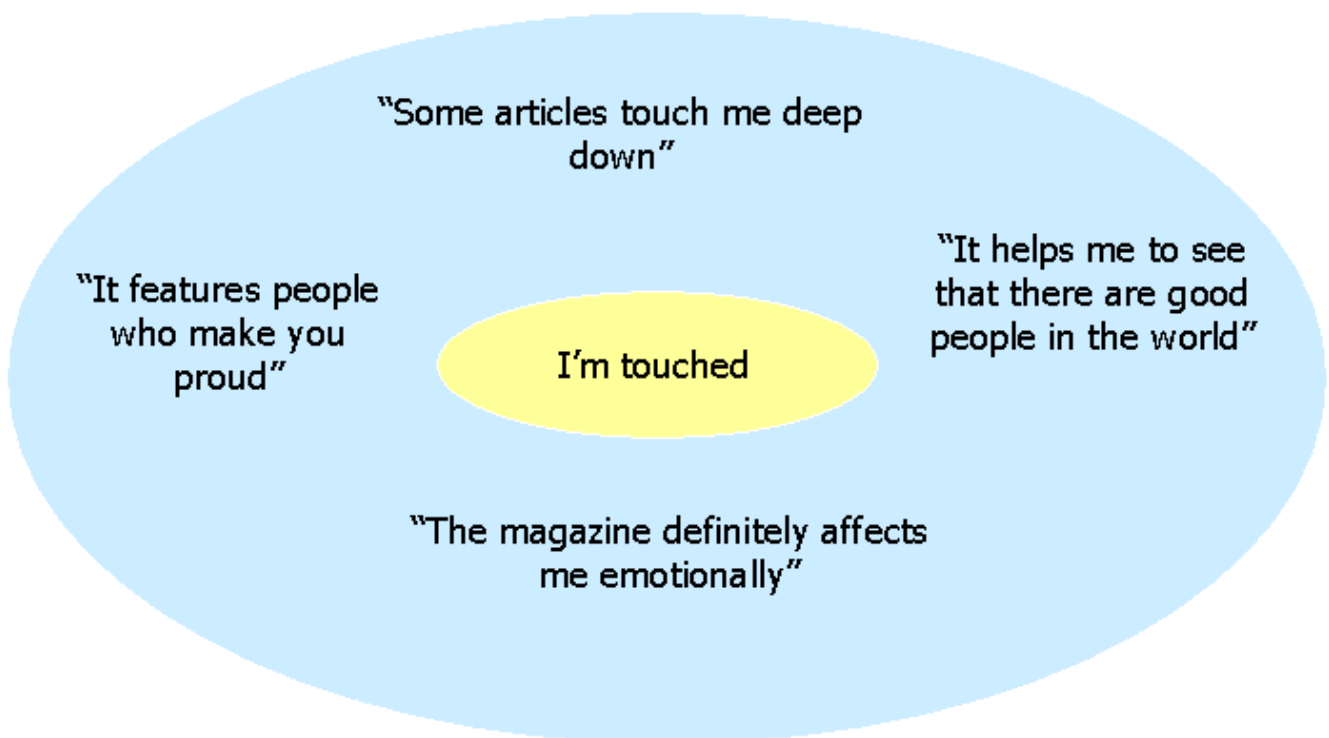 “Some articles touch me deep
down”
“It features people
who make you
proud”
“It helps me to see
that there are good
people in the world”
I’m touched
“The magazine definitely affects
me emotionally”